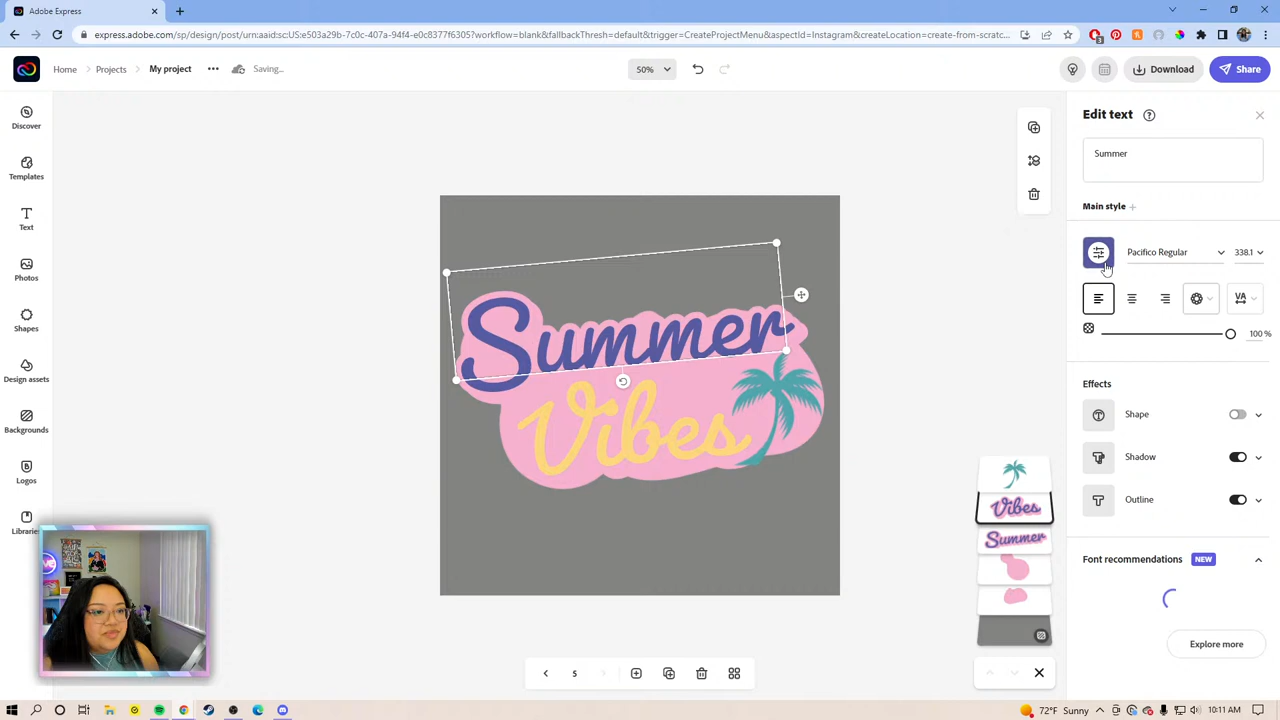 Adobe Express
express.adobe.com/sp/design/post/urn:aaid:sc:US:e503a29b-7c0c-407a-94f4-e0c8377f6305?workflow=blank&fallbackThresh=default&trigger=CreateProjectMenu&aspectId=Instagram&createLocation=create-from-scratc...
Home Projects My project Saving...
50%
Download Share
Discover
Templates
Text
Photos
Shapes
Design assets
Backgrounds
Logos
Libraries
Summer
Vibes
Vibes
Summer
5
Edit text
Summer
Main style +
Pacifico Regular 338.1
VA
100 %
Effects
Shape
Shadow
Outline
Font recommendations NEW
Explore more
72°F Sunny 10:11 AM